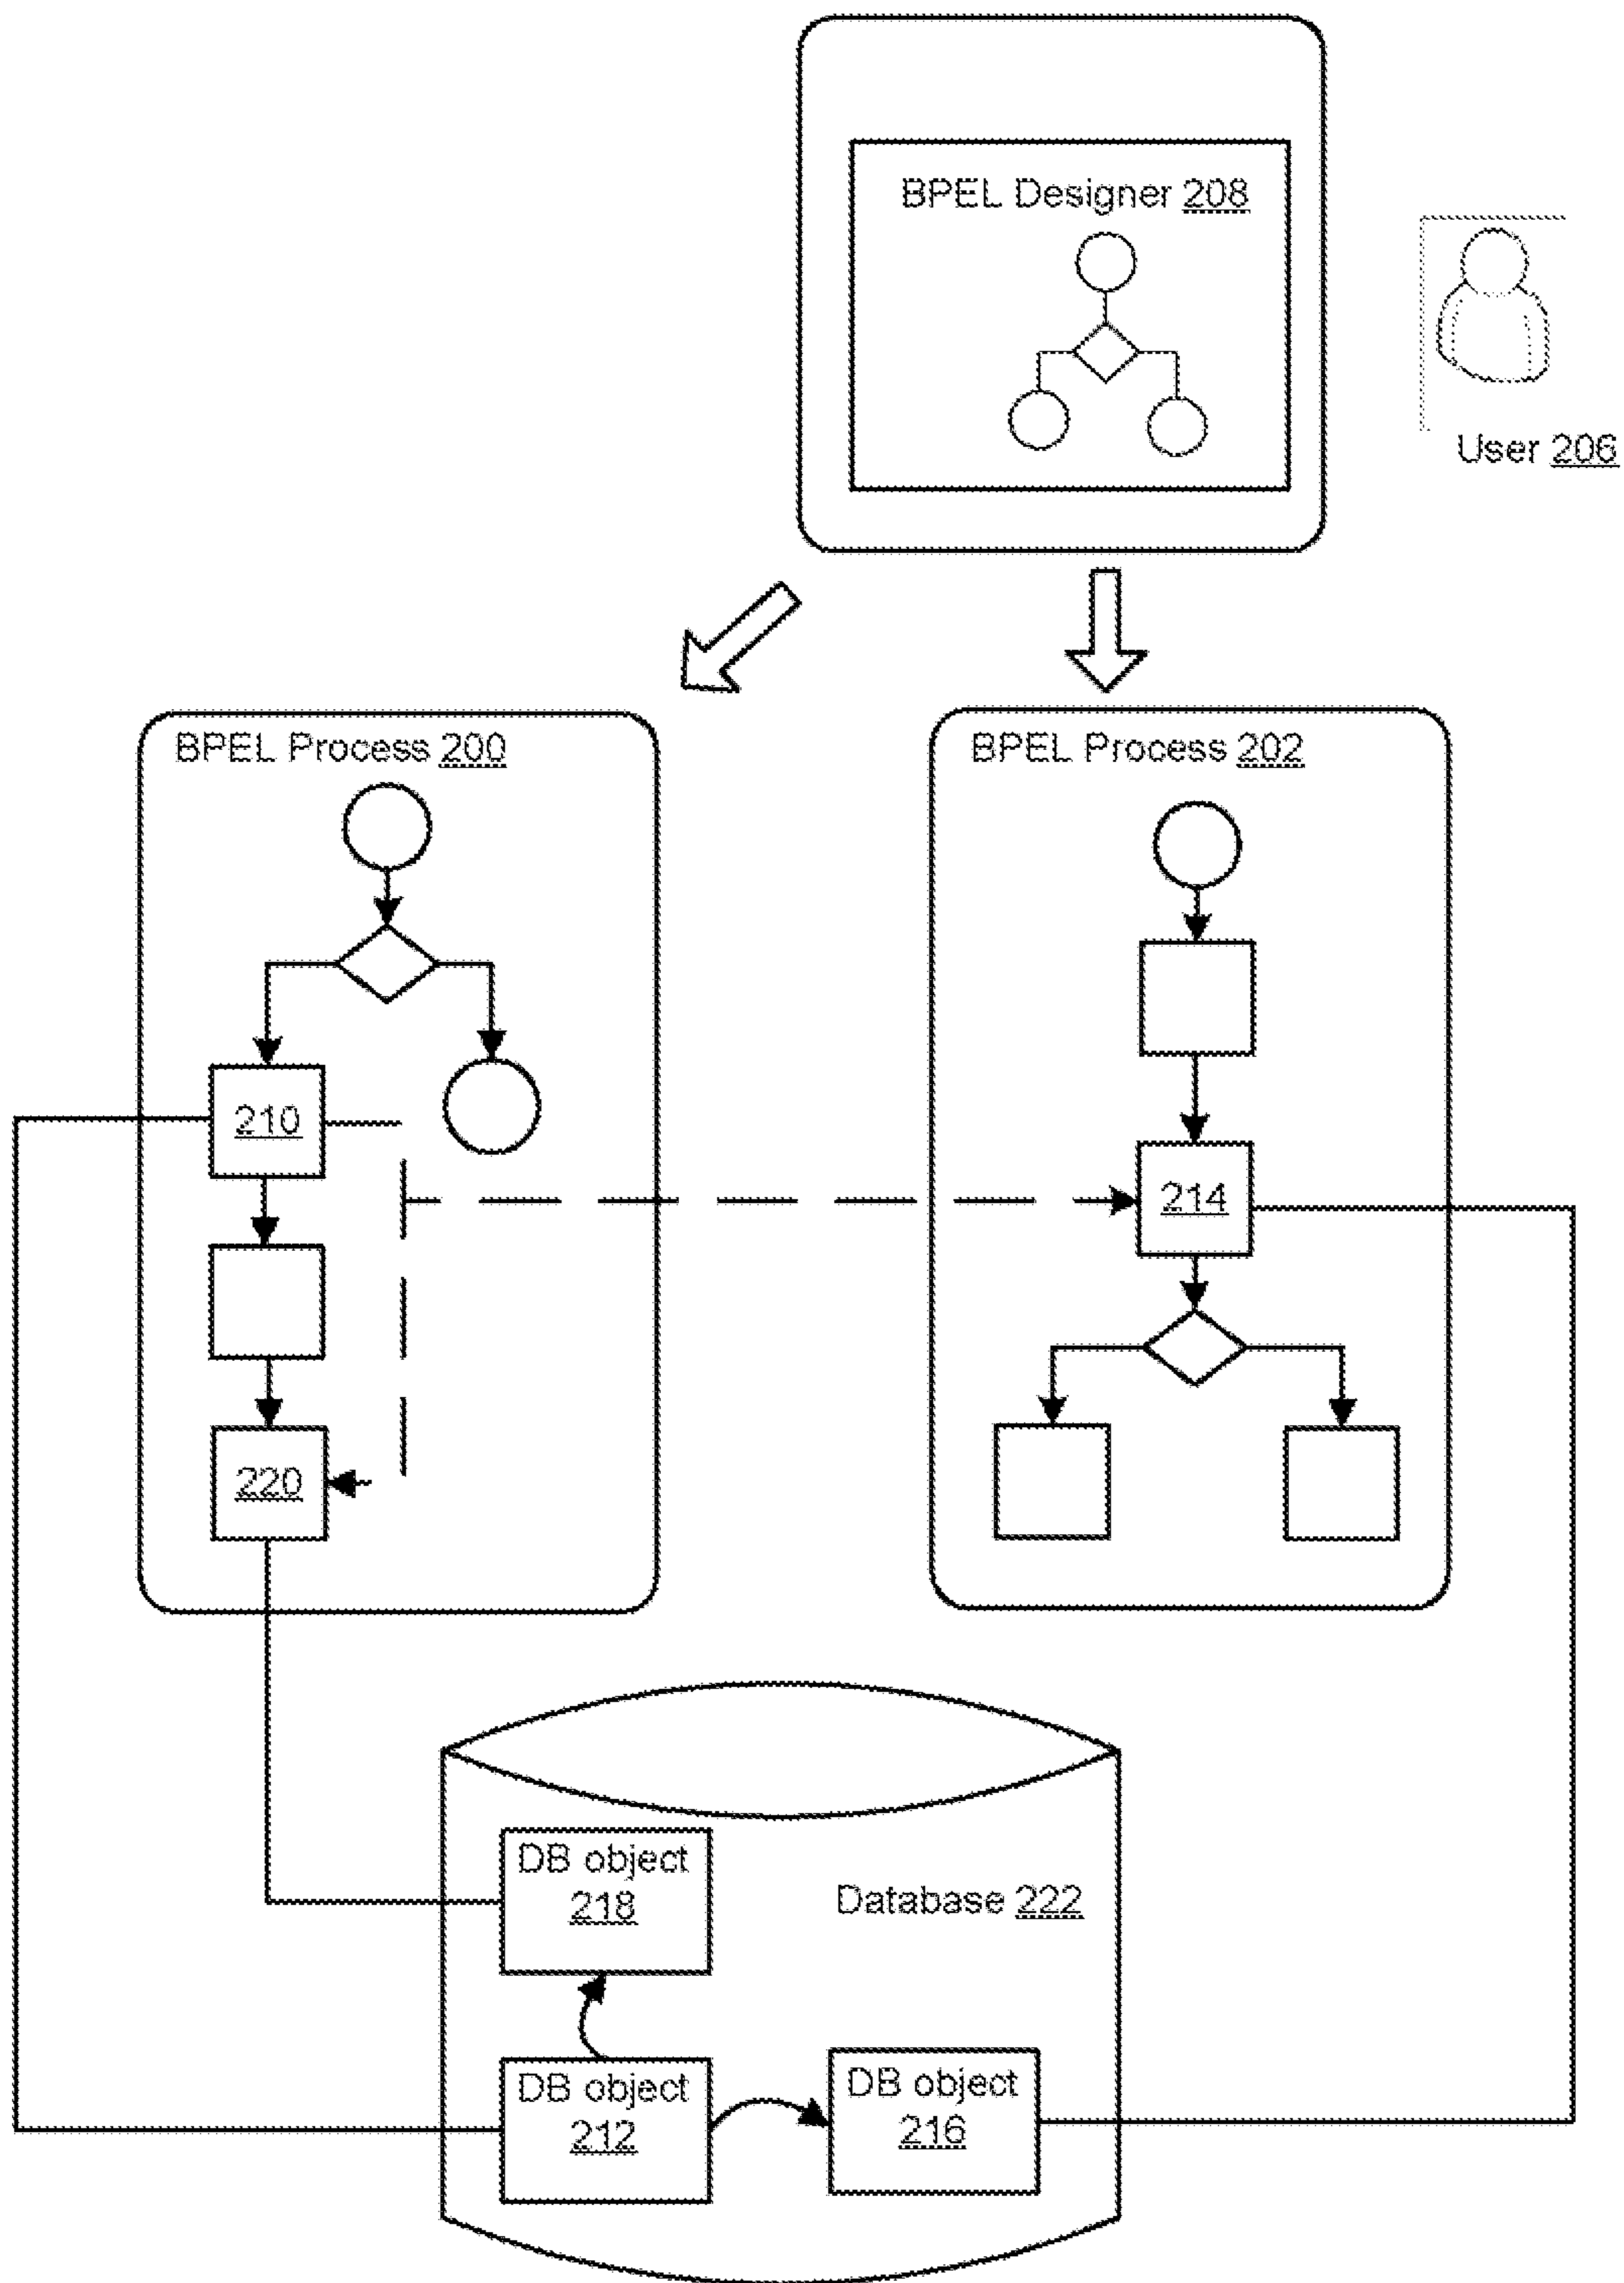 BPEL Designer 208
User 206
BPEL Process 200
BPEL Process 202
210
214
220
DB object
218
Database 222
DB object
212
DB object
216